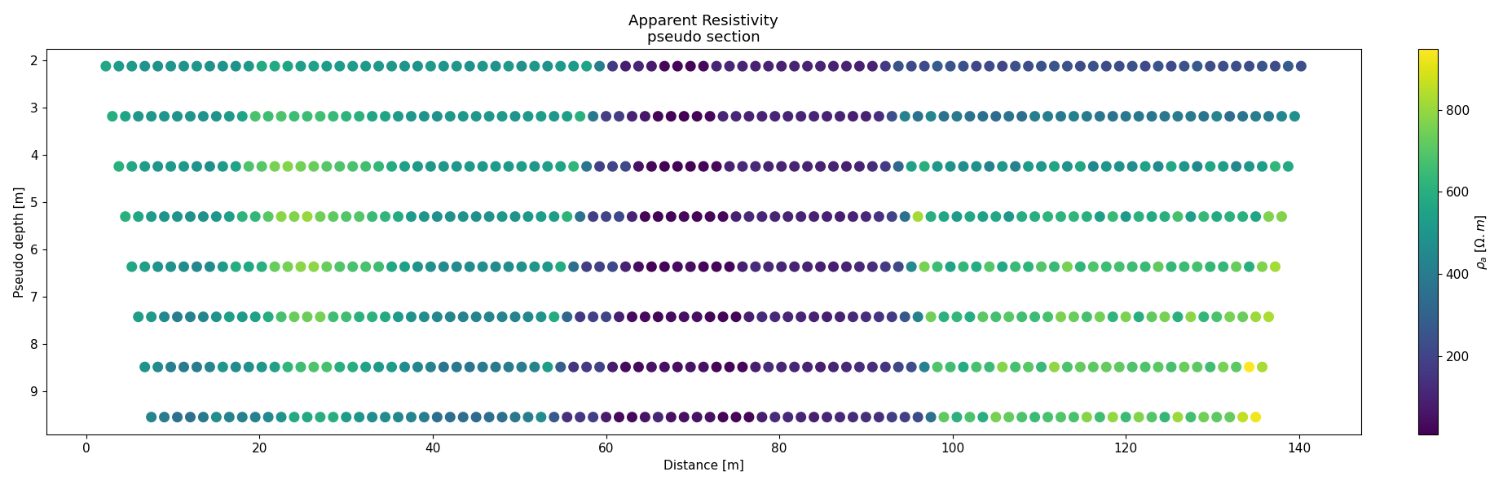 Apparent Resistivity
pseudo section
Pseudo depth [m]
2
3
4
5
6
7
8
9
0 20 40 60 80 100 120 140
Distance [m]
800
600
400
200
ρa [Ω.m]